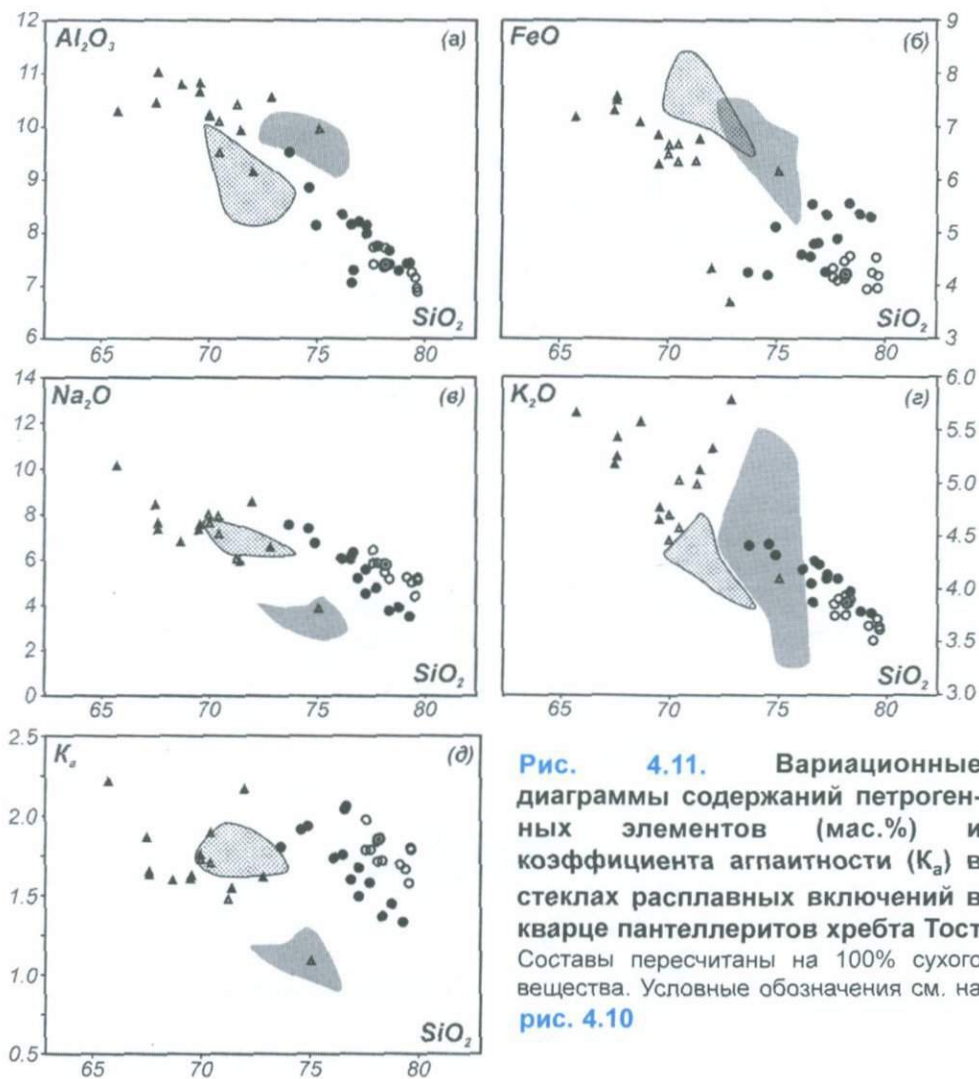 12
11
10
9
8
7
6
Al₂O₃
(а)
SiO₂
65 70 75 80
FeO
(б)
9
8
7
6
5
4
3
SiO₂
65 70 75 80
14
12
10
8
6
4
2
0
Na₂O
(в)
SiO₂
65 70 75 80
K₂O
(г)
6.0
5.5
5.0
4.5
4.0
3.5
3.0
SiO₂
65 70 75 80
2.5
2.0
1.5
1.0
0.5
Kₐ
(д)
SiO₂
65 70 75 80
Рис. 4.11. Вариационные
диаграммы содержаний петроген-
ных элементов (мас.%) и
коэффициента агпаитности (Кₐ) в
стеклах расплавных включений в
кварце пантеллеритов хребта Тост
Составы пересчитаны на 100% сухого
вещества. Условные обозначения см. на
рис. 4.10